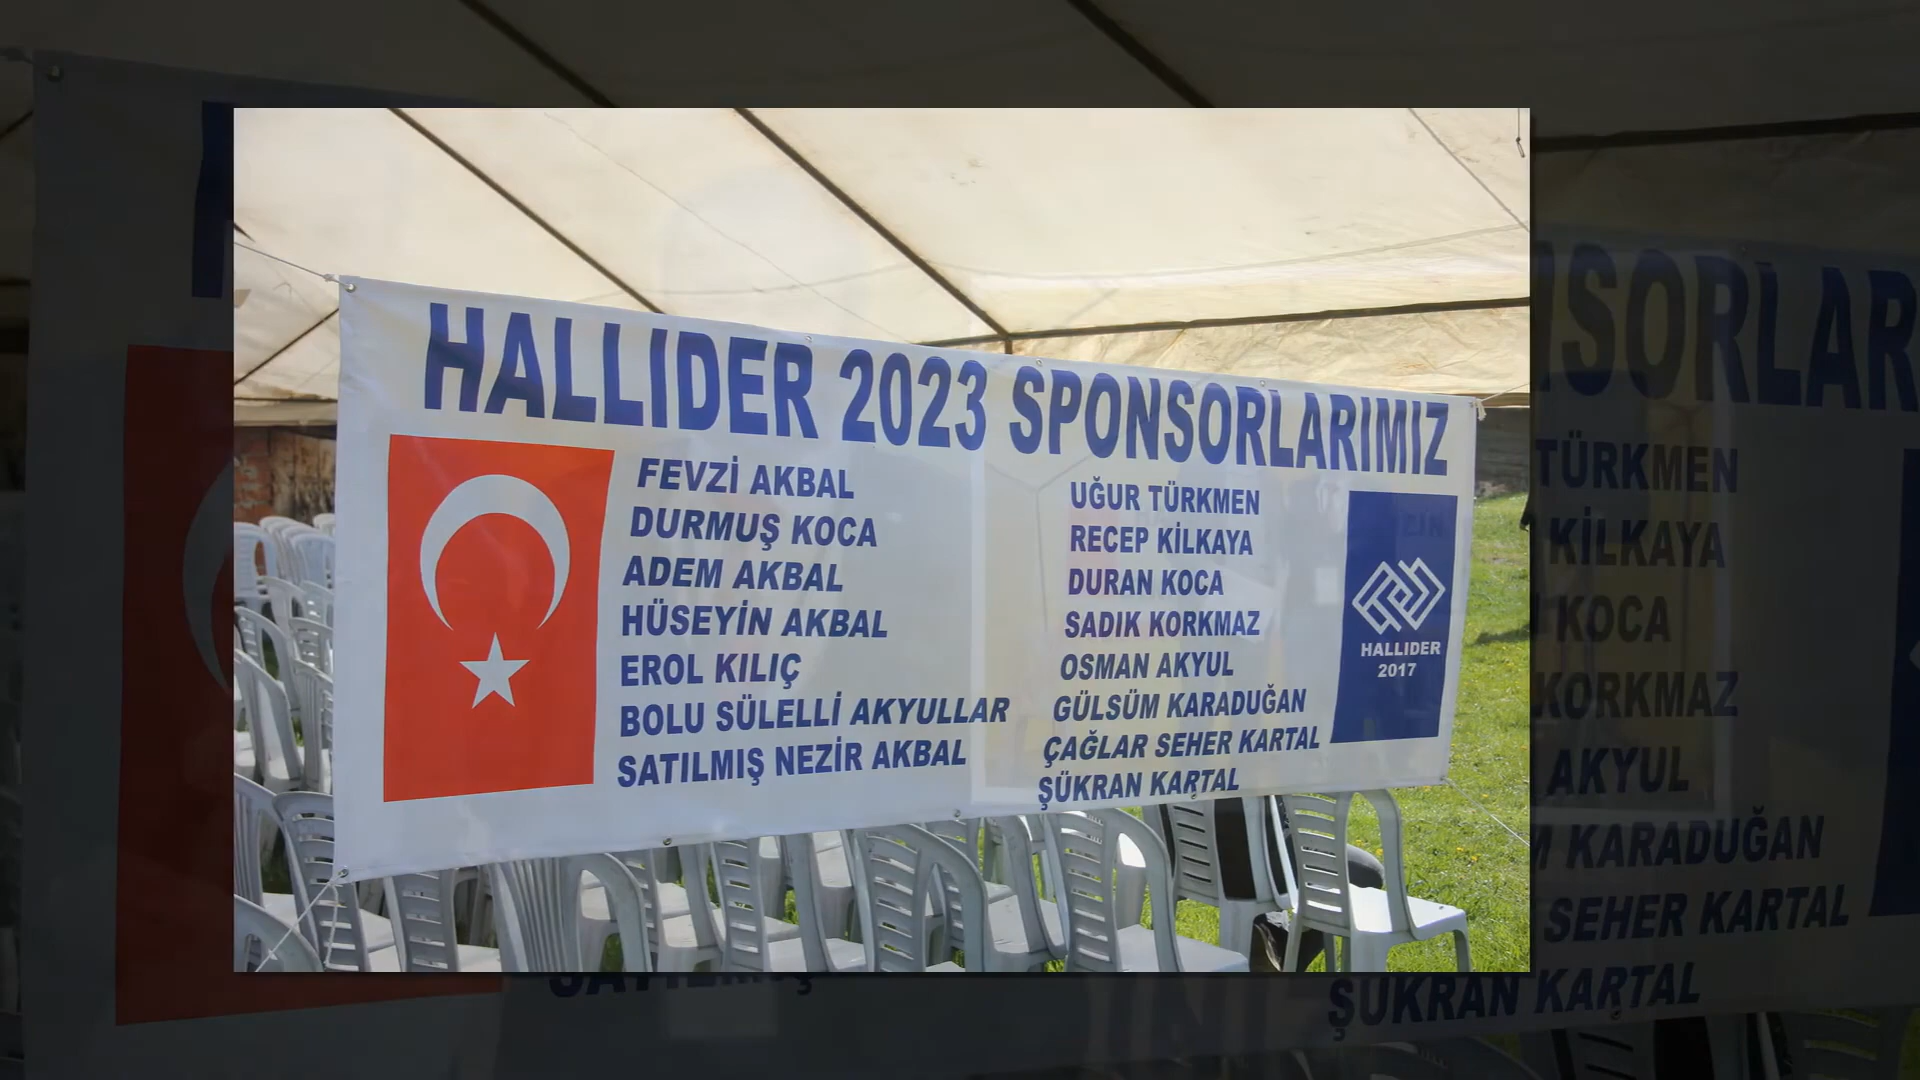 HALLIDER 2023 SPONSORLARIMIZ
FEVZİ AKBAL
DURMUŞ KOCA
ADEM AKBAL
HÜSEYİN AKBAL
EROL KILIÇ
BOLU SÜLELLİ AKYULLAR
SATILMIŞ NEZİR AKBAL
UĞUR TÜRKMEN
RECEP KİLKAYA
DURAN KOCA
SADIK KORKMAZ
OSMAN AKYUL
GÜLSÜM KARADUĞAN
ÇAĞLAR SEHER KARTAL
ŞÜKRAN KARTAL
HALLIDER
2017